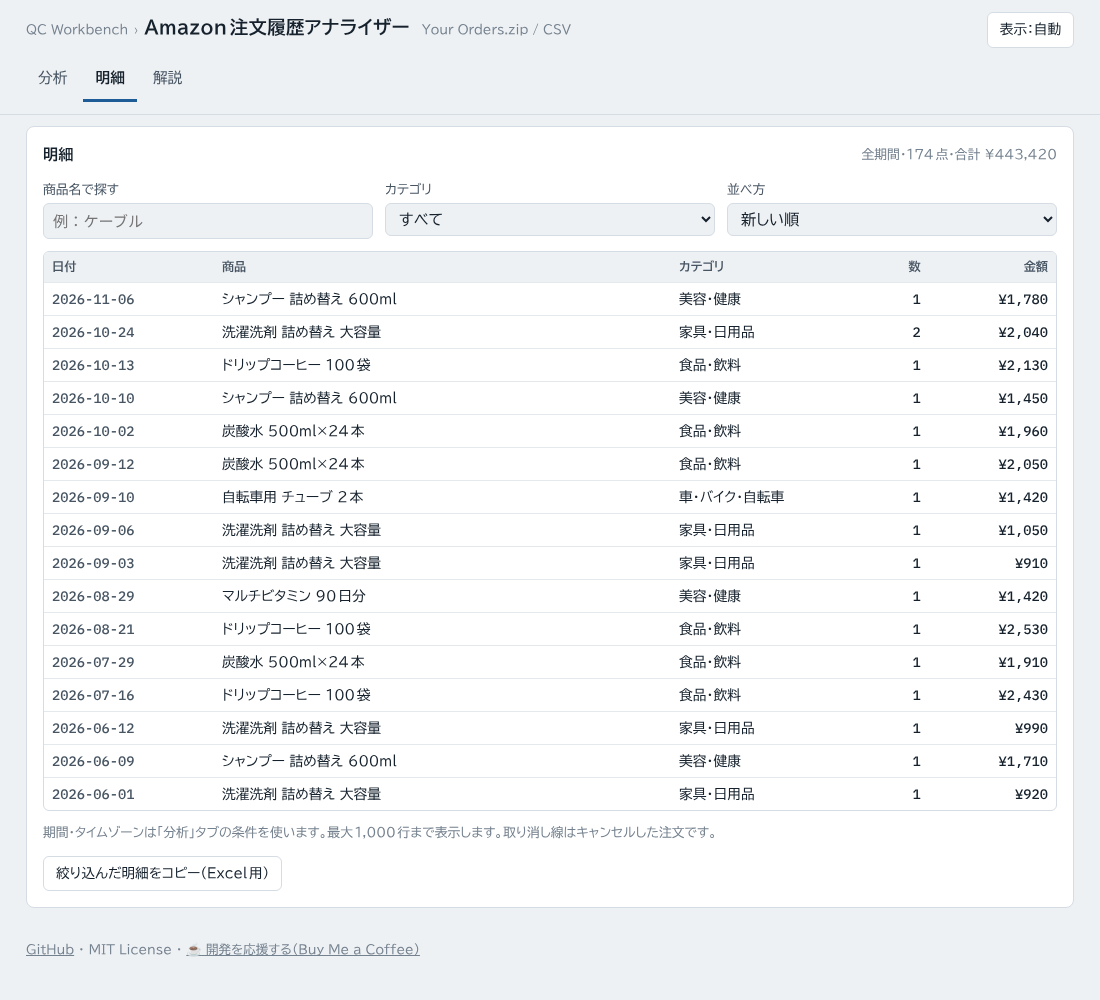 QC Workbench › Amazon注文履歴アナライザー Your Orders.zip / CSV 表示：自動
分析 明細 解説
明細 全期間・174点・合計 ¥443,420
商品名で探す カテゴリ 並べ方
例：ケーブル すべて 新しい順
日付 商品 カテゴリ 数 金額
2026-11-06 シャンプー 詰め替え 600ml 美容・健康 1 ¥1,780
2026-10-24 洗濯洗剤 詰め替え 大容量 家具・日用品 2 ¥2,040
2026-10-13 ドリップコーヒー 100袋 食品・飲料 1 ¥2,130
2026-10-10 シャンプー 詰め替え 600ml 美容・健康 1 ¥1,450
2026-10-02 炭酸水 500ml×24本 食品・飲料 1 ¥1,960
2026-09-12 炭酸水 500ml×24本 食品・飲料 1 ¥2,050
2026-09-10 自転車用 チューブ 2本 車・バイク・自転車 1 ¥1,420
2026-09-06 洗濯洗剤 詰め替え 大容量 家具・日用品 1 ¥1,050
2026-09-03 洗濯洗剤 詰め替え 大容量 家具・日用品 1 ¥910
2026-08-29 マルチビタミン 90日分 美容・健康 1 ¥1,420
2026-08-21 ドリップコーヒー 100袋 食品・飲料 1 ¥2,530
2026-07-29 炭酸水 500ml×24本 食品・飲料 1 ¥1,910
2026-07-16 ドリップコーヒー 100袋 食品・飲料 1 ¥2,430
2026-06-12 洗濯洗剤 詰め替え 大容量 家具・日用品 1 ¥990
2026-06-09 シャンプー 詰め替え 600ml 美容・健康 1 ¥1,710
2026-06-01 洗濯洗剤 詰め替え 大容量 家具・日用品 1 ¥920
期間・タイムゾーンは「分析」タブの条件を使います。最大1,000行まで表示します。取り消し線はキャンセルした注文です。
絞り込んだ明細をコピー（Excel用）
GitHub · MIT License · ☕ 開発を応援する（Buy Me a Coffee）